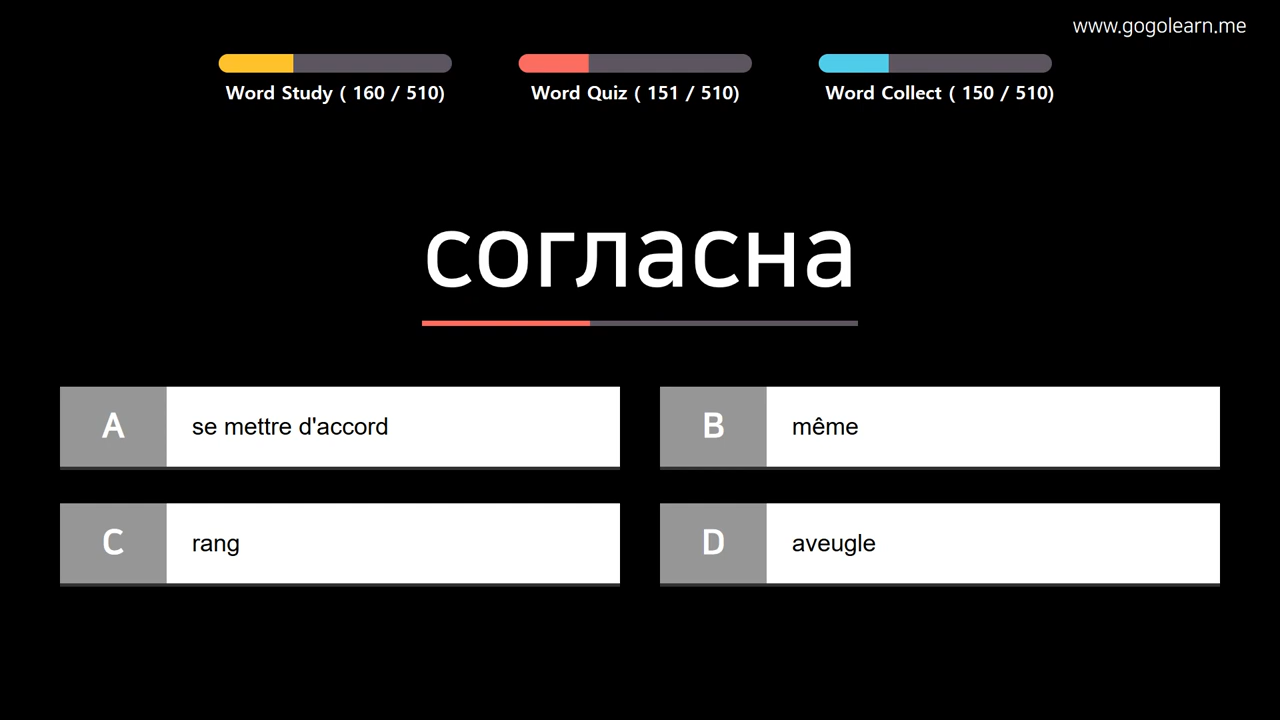 www.gogolearn.me
Word Study ( 160 / 510)
Word Quiz ( 151 / 510)
Word Collect ( 150 / 510)
согласна
A se mettre d'accord
B même
C rang
D aveugle